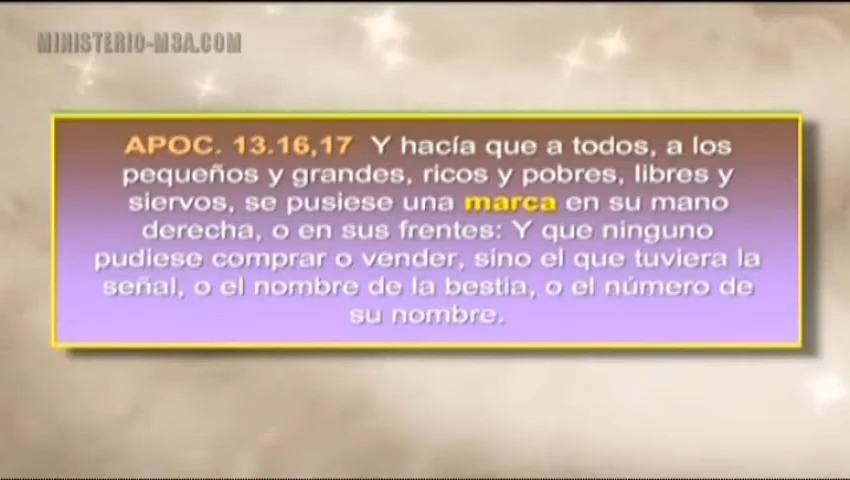 MINISTERIO-M3A.COM
APOC. 13.16,17 Y hacía que a todos, a los
pequeños y grandes, ricos y pobres, libres y
siervos, se pusiese una marca en su mano
derecha, o en sus frentes: Y que ninguno
pudiese comprar o vender, sino el que tuviera la
señal, o el nombre de la bestia, o el número de
su nombre.